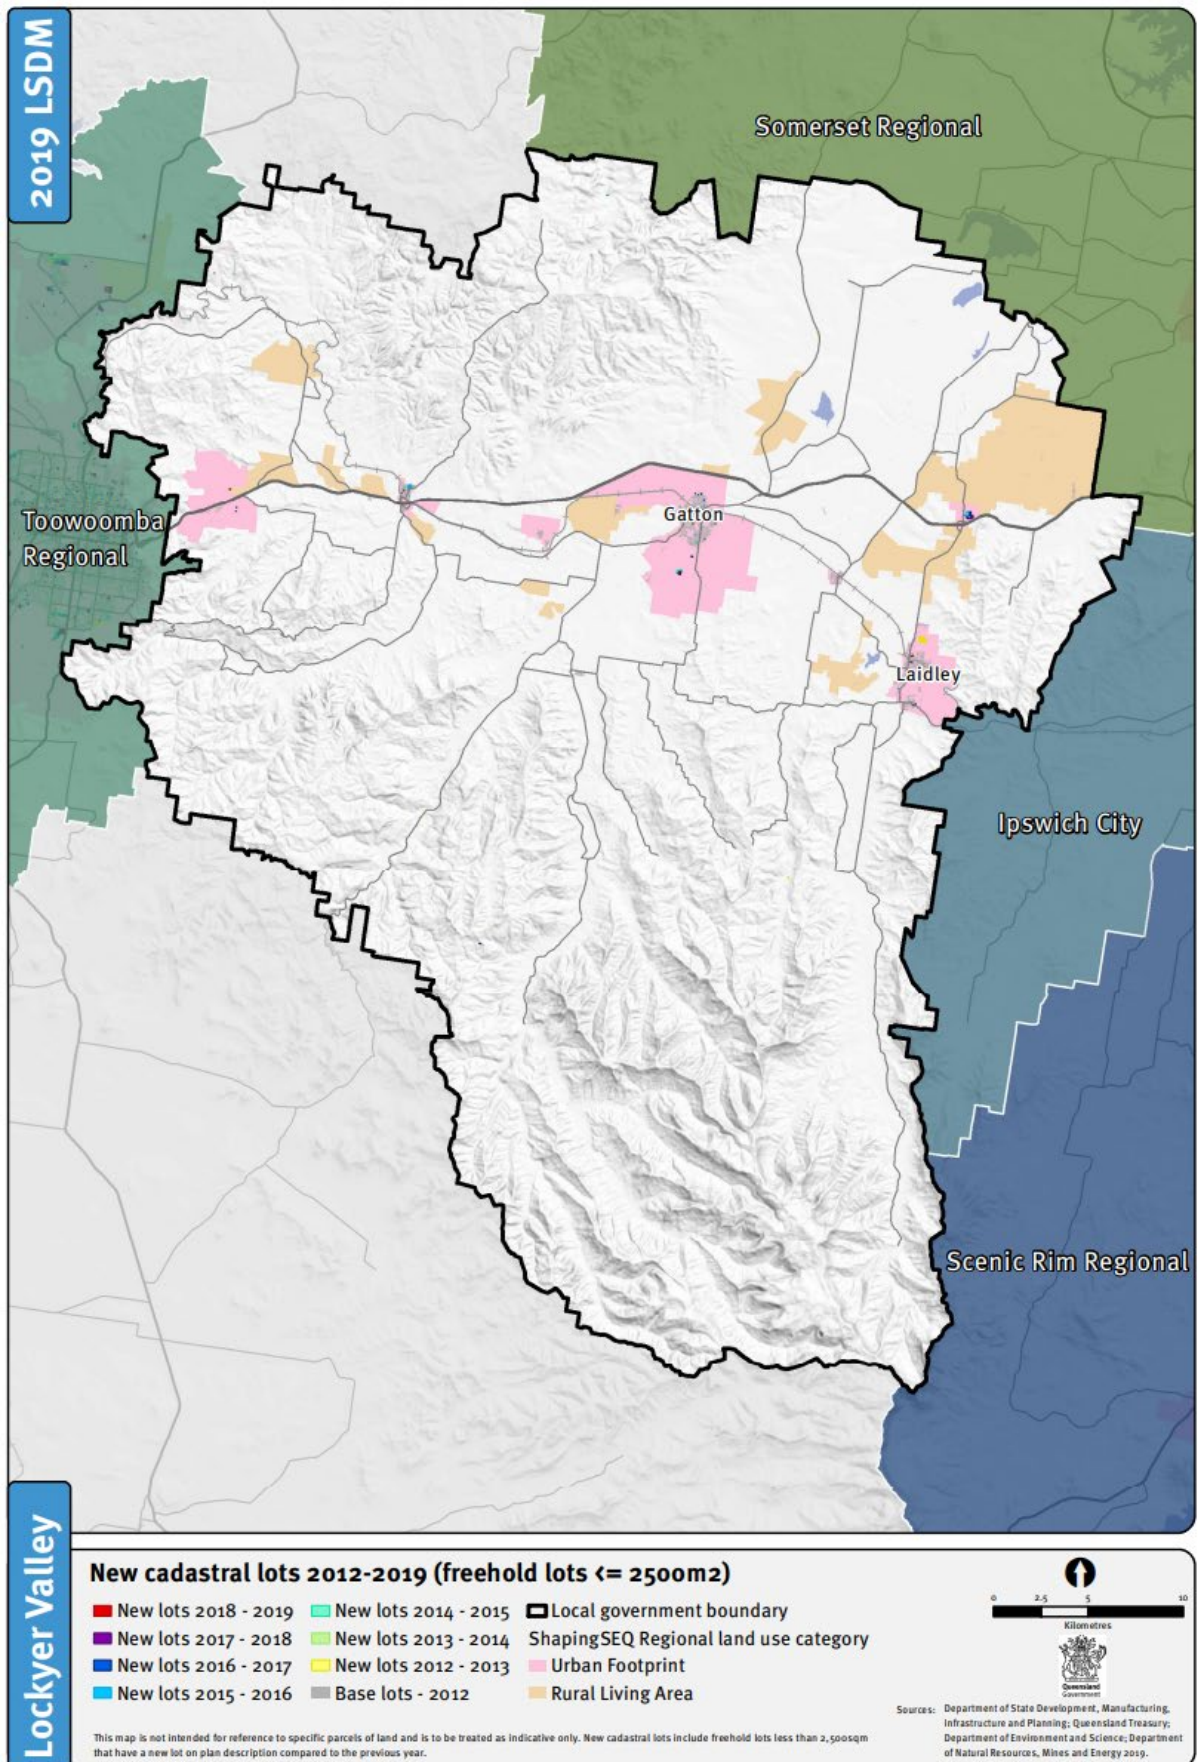 2019 LSDM
Somerset Regional
Toowoomba
Regional
Gatton
Laidley
Ipswich City
Scenic Rim Regional
Lockyer Valley
New cadastral lots 2012-2019 (freehold lots <= 2500m2)
New lots 2018 - 2019
New lots 2017 - 2018
New lots 2016 - 2017
New lots 2015 - 2016
New lots 2014 - 2015
New lots 2013 - 2014
New lots 2012 - 2013
Base lots - 2012
Local government boundary
ShapingSEQ Regional land use category
Urban Footprint
Rural Living Area
This map is not intended for reference to specific parcels of land and is to be treated as indicative only. New cadastral lots include freehold lots less than 2,500sqm
that have a new lot on plan description compared to the previous year.
0 2.5 5 10
Kilometres
Queensland
Government
Sources: Department of State Development, Manufacturing,
Infrastructure and Planning; Queensland Treasury;
Department of Environment and Science; Department
of Natural Resources, Mines and Energy 2019.